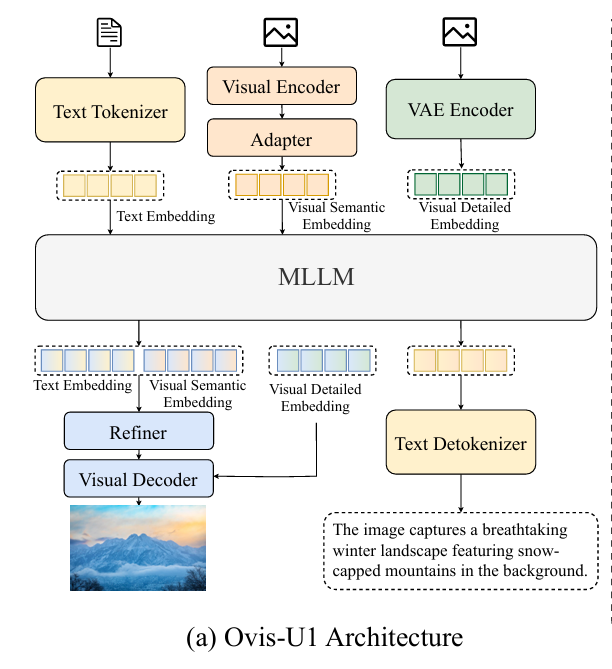 Text Tokenizer
Visual Encoder
Adapter
VAE Encoder
Text Embedding
Visual Semantic
Embedding
Visual Detailed
Embedding
MLLM
Text Embedding
Visual Semantic
Embedding
Visual Detailed
Embedding
Refiner
Visual Decoder
Text Detokenizer
The image captures a breathtaking
winter landscape featuring snow-
capped mountains in the background.
(a) Ovis-U1 Architecture